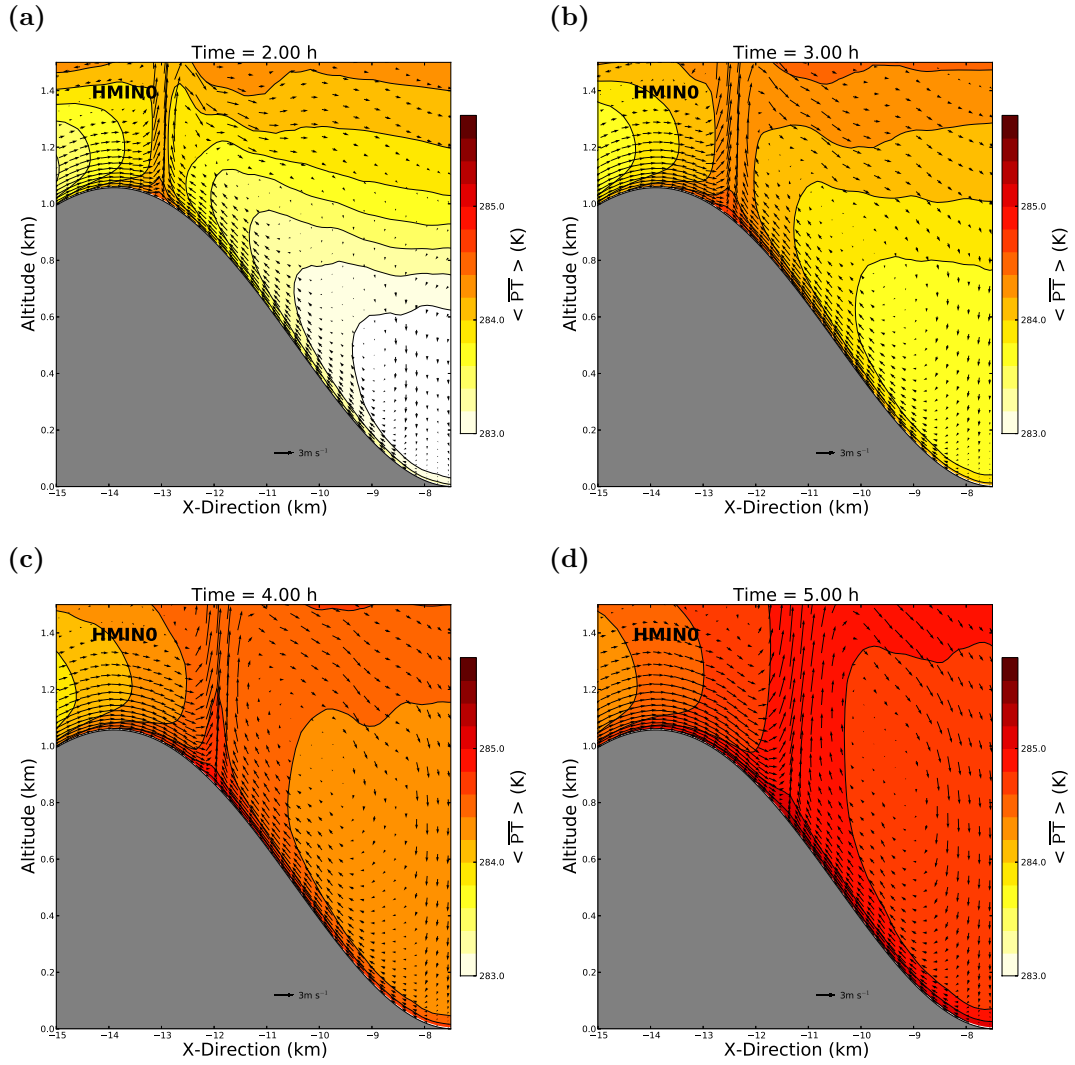 (a)
Time = 2.00 h
HMIN0
1.4
1.2
1.0
0.8
0.6
0.4
0.2
0.0
Altitude (km)
3m s⁻¹
−15 −14 −13 −12 −11 −10 −9 −8
X-Direction (km)
285.0
284.0
283.0
< PT > (K)
(b)
Time = 3.00 h
HMIN0
1.4
1.2
1.0
0.8
0.6
0.4
0.2
0.0
Altitude (km)
3m s⁻¹
−15 −14 −13 −12 −11 −10 −9 −8
X-Direction (km)
285.0
284.0
283.0
< PT > (K)
(c)
Time = 4.00 h
HMIN0
1.4
1.2
1.0
0.8
0.6
0.4
0.2
0.0
Altitude (km)
3m s⁻¹
−15 −14 −13 −12 −11 −10 −9 −8
X-Direction (km)
285.0
284.0
283.0
< PT > (K)
(d)
Time = 5.00 h
HMIN0
1.4
1.2
1.0
0.8
0.6
0.4
0.2
0.0
Altitude (km)
3m s⁻¹
−15 −14 −13 −12 −11 −10 −9 −8
X-Direction (km)
285.0
284.0
283.0
< PT > (K)